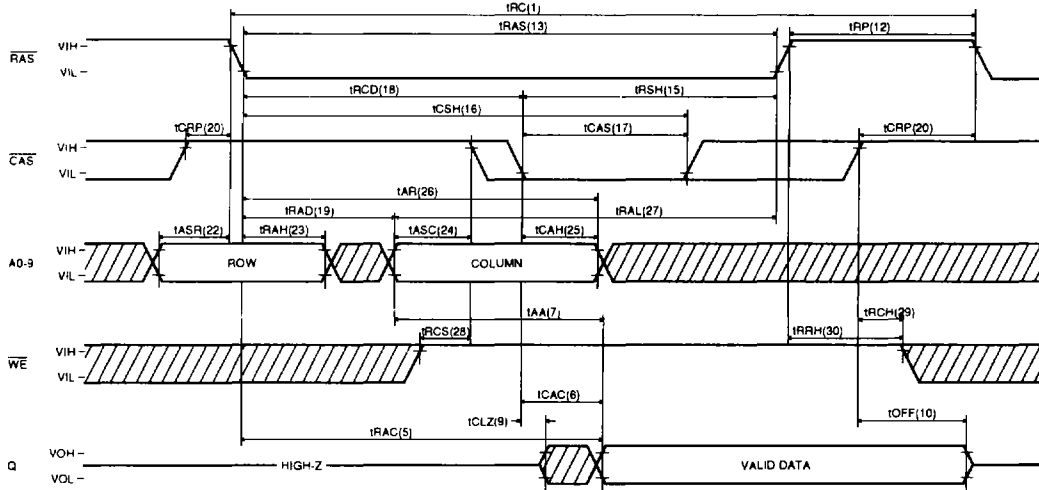 tRC(1)
tRAS(13)
tRP(12)
RAS
VIH
VIL
tRCD(18)
tRSH(15)
tCSH(16)
tCRP(20)
tCAS(17)
tCRP(20)
CAS
VIH
VIL
tAR(26)
tRAD(19)
tRAL(27)
tASR(22)
tRAH(23)
tASC(24)
tCAH(25)
A0-9
VIH
VIL
ROW
COLUMN
tAA(7)
tRCS(28)
tRCH(29)
tRRH(30)
WE
VIH
VIL
tCAC(6)
tCLZ(9)
tOFF(10)
tRAC(5)
Q
VOH
VOL
HIGH-Z
VALID DATA